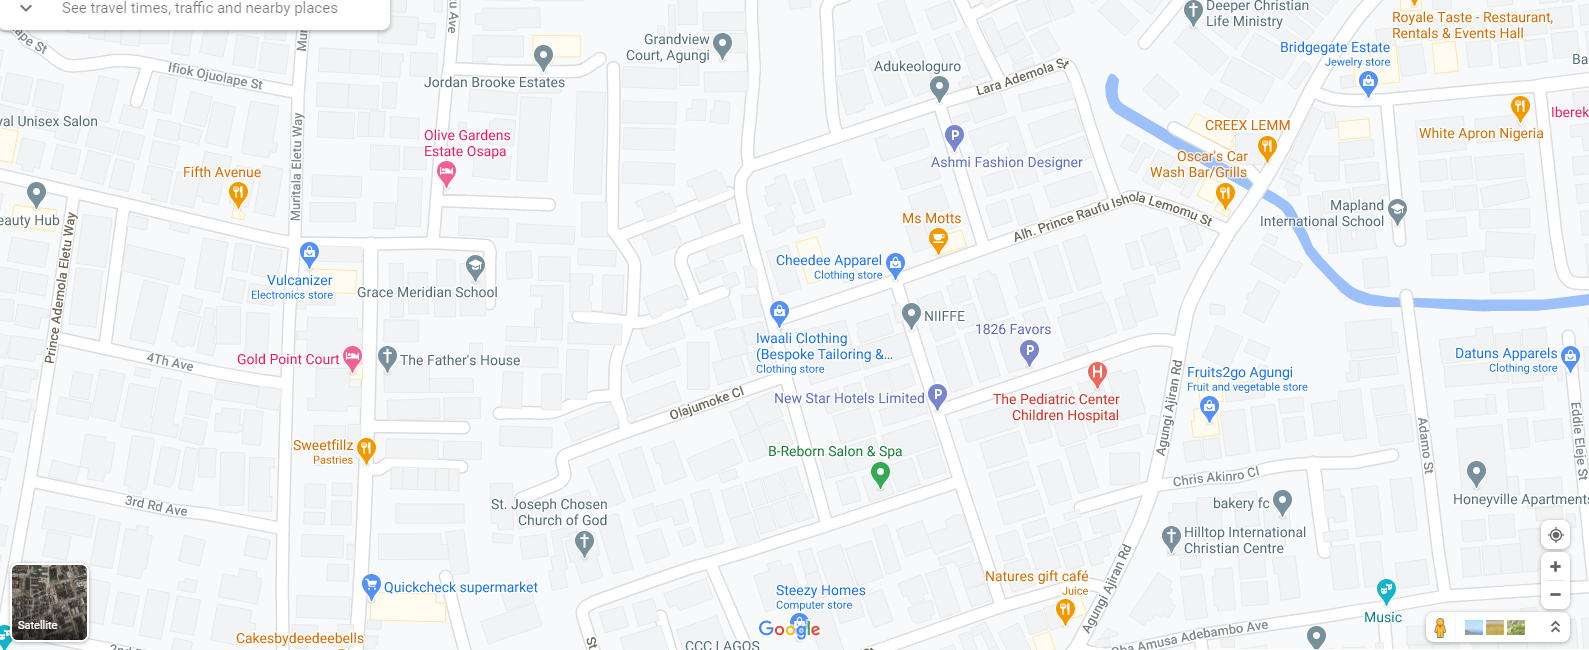 See travel times, traffic and nearby places
Deeper Christian
Life Ministry
Royale Taste - Restaurant,
Rentals & Events Hall
Grandview
Court, Agungi
Bridgegate Estate
Jewelry store
Ifiok Ojuolape St
Jordan Brooke Estates
Adukeologuro
Lara Ademola St
val Unisex Salon
Olive Gardens
Estate Osapa
CREEX LEMM
White Apron Nigeria
Iberek
Muritala Eletu Way
Ashmi Fashion Designer
Oscar's Car
Wash Bar/Grills
Fifth Avenue
eauty Hub
Prince Ademola Eletu Way
Ms Motts
Alh. Prince Raufu Ishola Lemomu St
Mapland
International School
Vulcanizer
Electronics store
Grace Meridian School
Cheedee Apparel
Clothing store
NIIFFE
Iwaali Clothing
(Bespoke Tailoring &...
Clothing store
1826 Favors
4Th Ave
Gold Point Court
The Father's House
Datuns Apparels
Clothing store
Fruits2go Agungi
Fruit and vegetable store
New Star Hotels Limited
The Pediatric Center
Children Hospital
Olajumoke Cl
Agungi Ajiran Rd
Adamo St
Eddie Eleje St
Sweetfillz
Pastries
B-Reborn Salon & Spa
Chris Akinro Cl
3rd Rd Ave
St. Joseph Chosen
Church of God
bakery fc
Honeyville Apartments
Hilltop International
Christian Centre
Agungi Ajiran Rd
Quickcheck supermarket
Natures gift café
Juice
Steezy Homes
Computer store
Satellite
Music
Google
Cakesbydeedeebells
CCC LAGOS
Oba Amusa Adebambo Ave
St